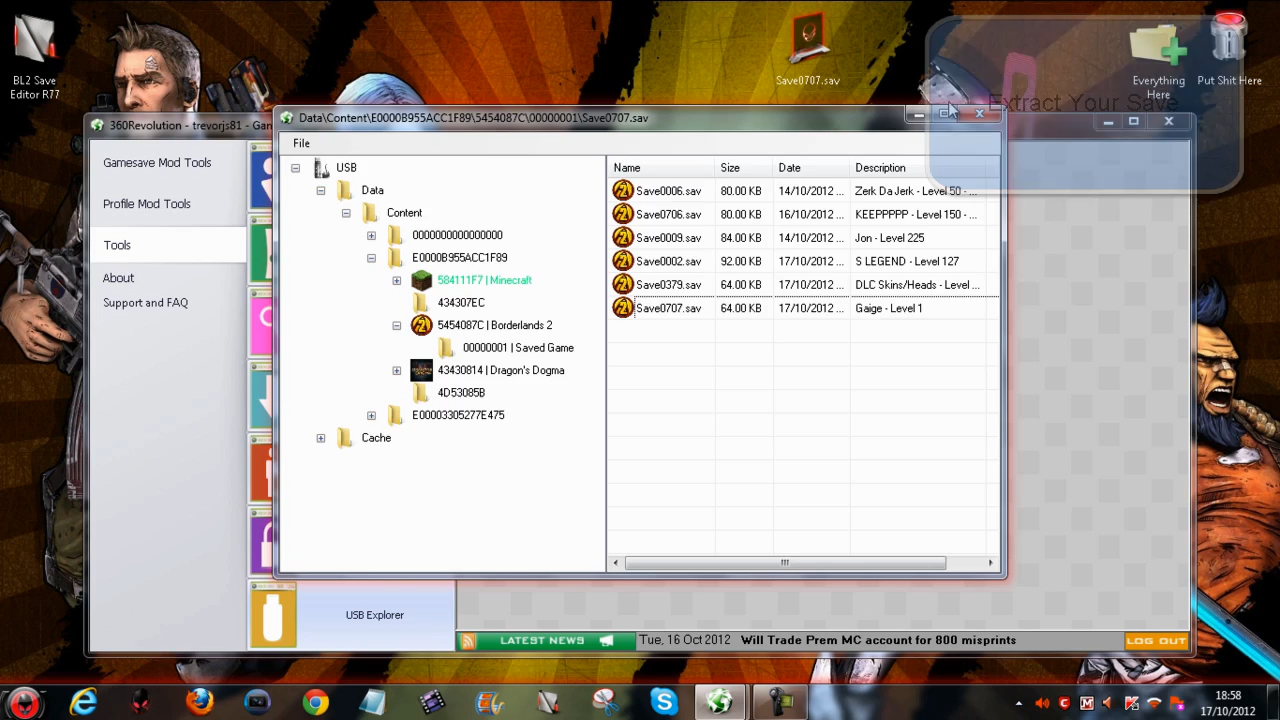 BL2 Save
Editor R77
Save0707.sav
Everything
Here
Put Shit Here
Extract Your Save
360Revolution - trevorjs81 - Gam
Data\Content\E0000B955ACC1F89\5454087C\00000001\Save0707.sav
File
Gamesave Mod Tools
Profile Mod Tools
Tools
About
Support and FAQ
USB
Data
Content
0000000000000000
E0000B955ACC1F89
584111F7 | Minecraft
434307EC
5454087C | Borderlands 2
00000001 | Saved Game
43430814 | Dragon's Dogma
4D53085B
E00003305277E475
Cache
Name Size Date Description
Save0006.sav 80.00 KB 14/10/2012 ... Zerk Da Jerk - Level 50 - ...
Save0706.sav 80.00 KB 16/10/2012 ... KEEPPPPP - Level 150 - ...
Save0009.sav 84.00 KB 14/10/2012 ... Jon - Level 225
Save0002.sav 92.00 KB 17/10/2012 ... S LEGEND - Level 127
Save0379.sav 64.00 KB 17/10/2012 ... DLC Skins/Heads - Level ...
Save0707.sav 64.00 KB 17/10/2012 ... Gaige - Level 1
USB Explorer
LATEST NEWS Tue, 16 Oct 2012 Will Trade Prem MC account for 800 misprints LOG OUT
18:58
17/10/2012